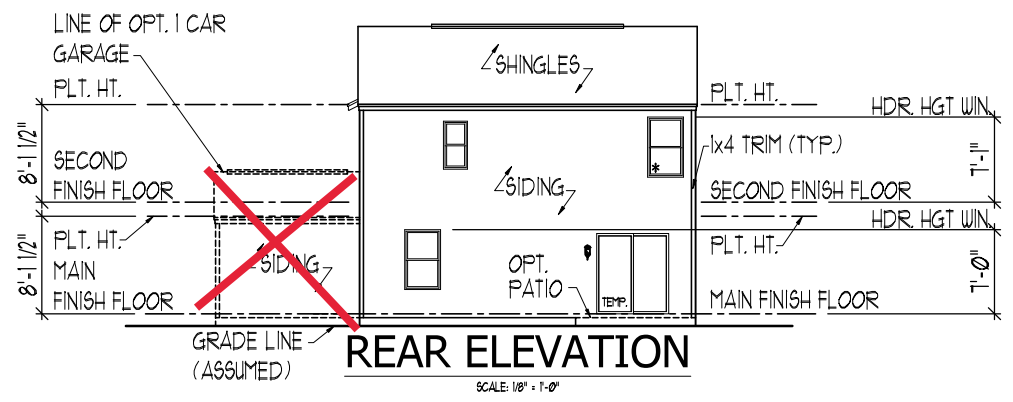 LINE OF OPT. 1 CAR
GARAGE
PLT. HT.
8'-1 1/2"
SECOND
FINISH FLOOR
PLT. HT.
8'-1 1/2"
MAIN
FINISH FLOOR
SIDING
GRADE LINE
(ASSUMED)
SHINGLES
SIDING
*
OPT.
PATIO
TEMP.
PLT. HT.
HDR. HGT WIN.
1x4 TRIM (TYP.)
7'-1"
SECOND FINISH FLOOR
HDR. HGT WIN.
PLT. HT.
7'-0"
MAIN FINISH FLOOR
REAR ELEVATION
SCALE: 1/8" = 1'-0"